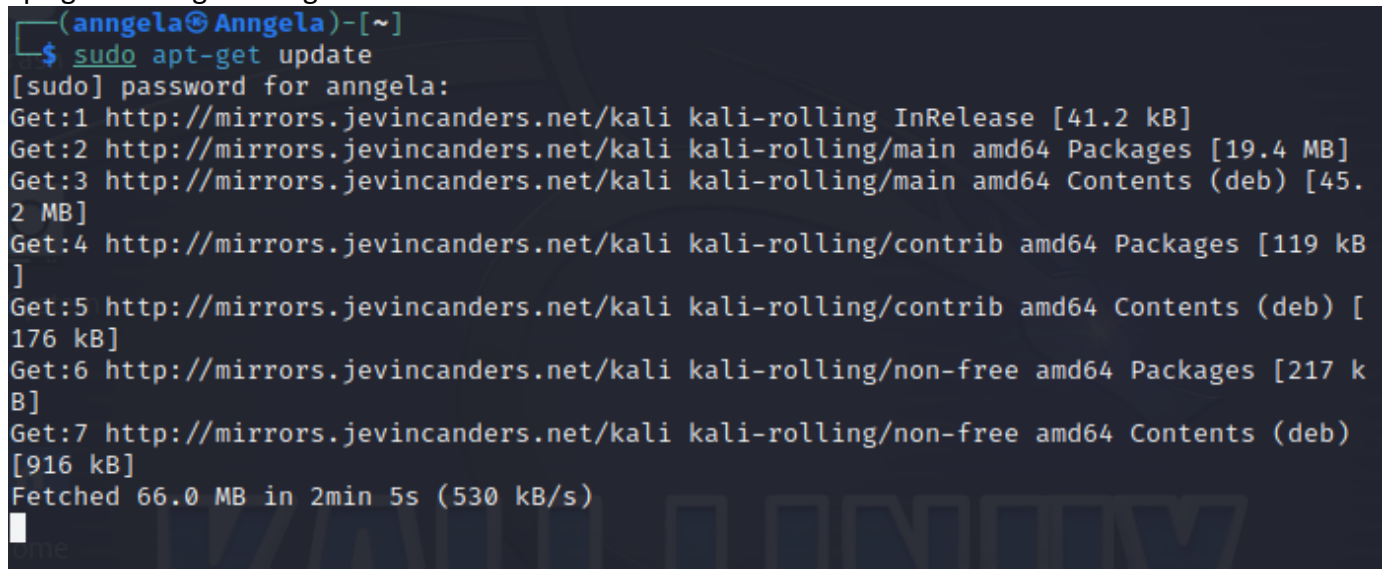 ┌──(anngela㉿Anngela)-[~]
└─$ sudo apt-get update
[sudo] password for anngela:
Get:1 http://mirrors.jevincanders.net/kali kali-rolling InRelease [41.2 kB]
Get:2 http://mirrors.jevincanders.net/kali kali-rolling/main amd64 Packages [19.4 MB]
Get:3 http://mirrors.jevincanders.net/kali kali-rolling/main amd64 Contents (deb) [45.
2 MB]
Get:4 http://mirrors.jevincanders.net/kali kali-rolling/contrib amd64 Packages [119 kB
]
Get:5 http://mirrors.jevincanders.net/kali kali-rolling/contrib amd64 Contents (deb) [
176 kB]
Get:6 http://mirrors.jevincanders.net/kali kali-rolling/non-free amd64 Packages [217 k
B]
Get:7 http://mirrors.jevincanders.net/kali kali-rolling/non-free amd64 Contents (deb)
[916 kB]
Fetched 66.0 MB in 2min 5s (530 kB/s)
KALI LINUX